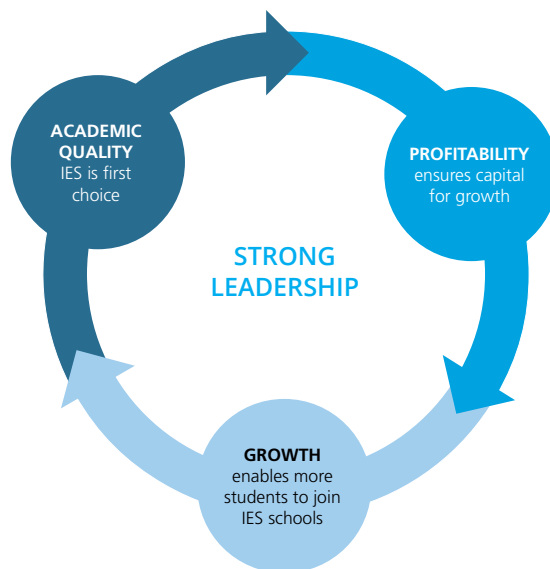 ACADEMIC
QUALITY
IES is first
choice
PROFITABILITY
ensures capital
for growth
STRONG
LEADERSHIP
GROWTH
enables more
students to join
IES schools